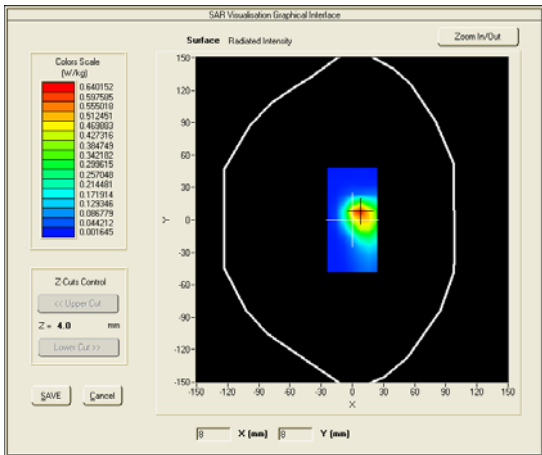 SAR Visualisation Graphical Interface
Surface Radiated Intensity
Zoom In/Out
Colors Scale
(W/kg)
0.640152
0.597585
0.555018
0.512451
0.469883
0.427316
0.384749
0.342182
0.299615
0.257048
0.214481
0.171914
0.129346
0.086779
0.044212
0.001645
Z-Cuts Control
<< Upper Cut
Z = 4.0 mm
Lower Cut >>
SAVE Cancel
150-
120-
90-
60-
30-
Y 0-
-30-
-60-
-90-
-120-
-150-
-150 -120 -90 -60 -30 0 30 60 90 120 150
X
8 X (mm) 8 Y (mm)